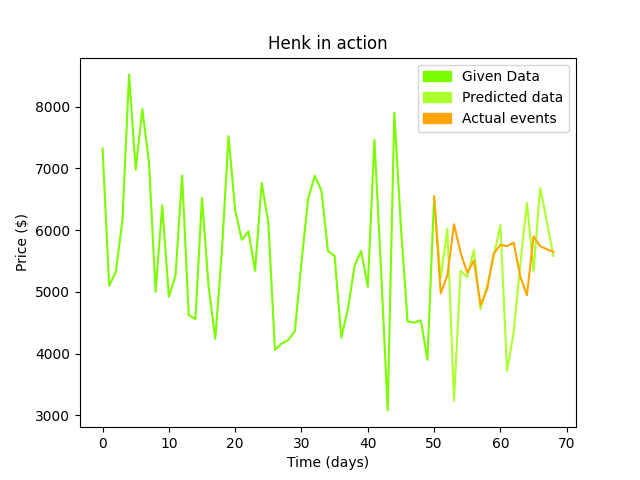 Henk in action
Given Data
Predicted data
Actual events
Price ($)
8000
7000
6000
5000
4000
3000
0 10 20 30 40 50 60 70
Time (days)